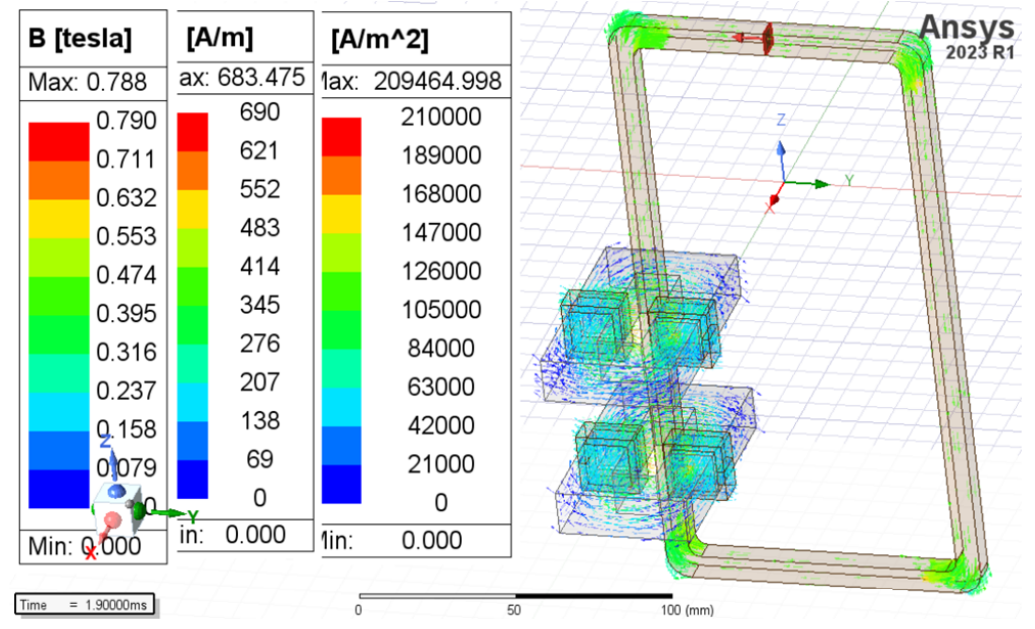 B [tesla]
Max: 0.788
0.790
0.711
0.632
0.553
0.474
0.395
0.316
0.237
0.158
0.079
0
Min: 0.000
[A/m]
ax: 683.475
690
621
552
483
414
345
276
207
138
69
0
in: 0.000
[A/m^2]
Max: 209464.998
210000
189000
168000
147000
126000
105000
84000
63000
42000
21000
0
Min: 0.000
Ansys
2023 R1
Z
Y
X
Z
Y
X
Time = 1.90000ms
0 50 100 (mm)